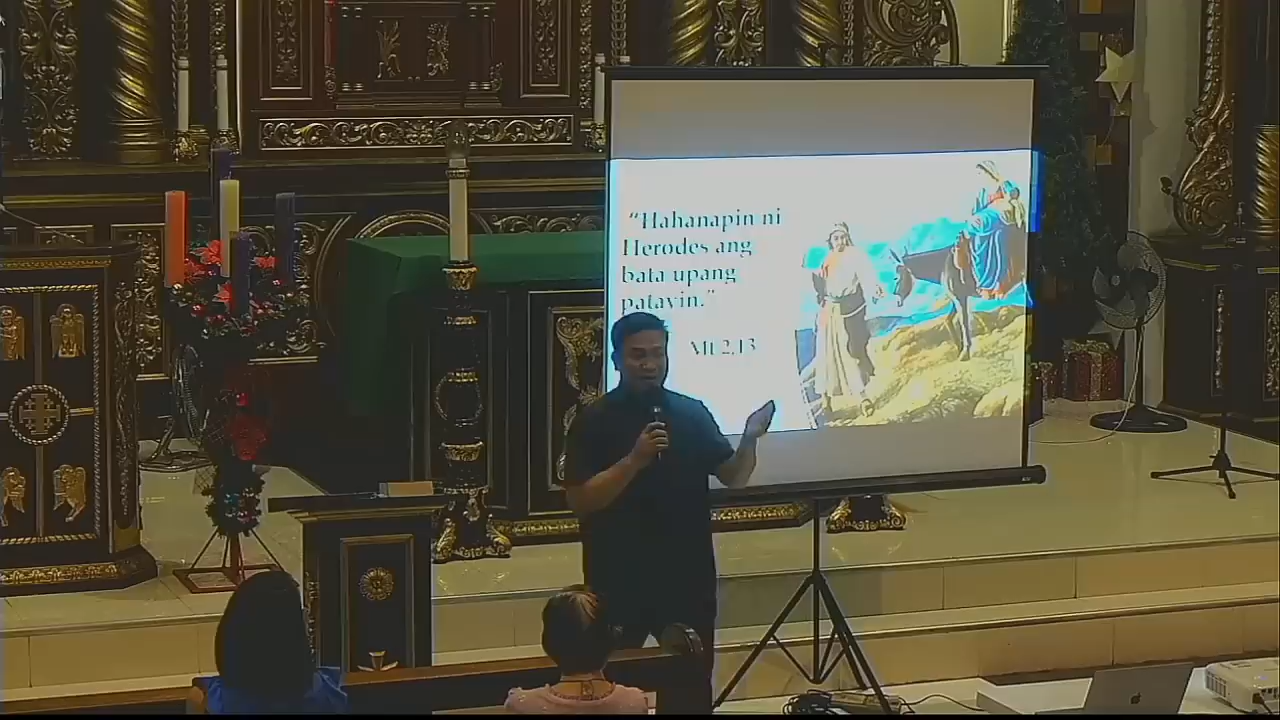 “Hahanapin ni
Herodes ang
bata upang
patayin.”
Mt 2,13